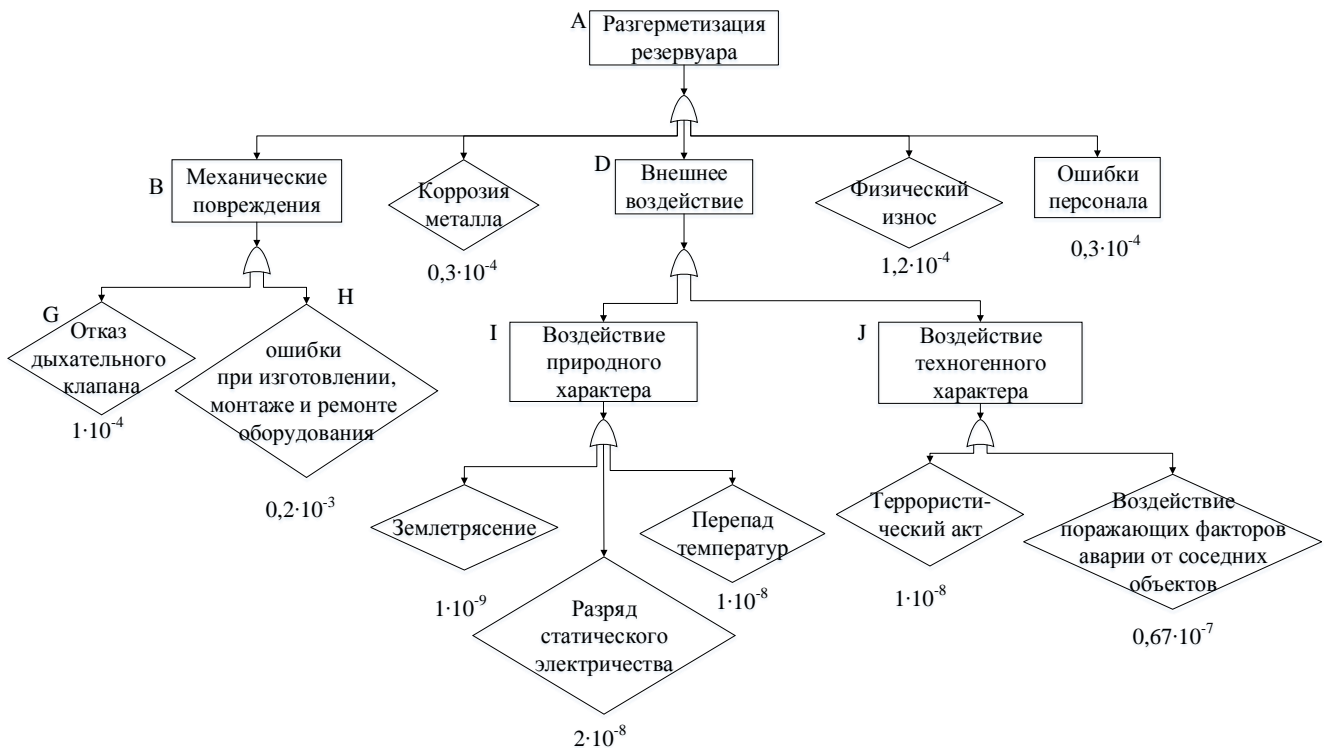 A
Разгерметизация
резервуара
B
Механические
повреждения
Коррозия
металла
0,3·10⁻⁴
D
Внешнее
воздействие
Физический
износ
1,2·10⁻⁴
Ошибки
персонала
0,3·10⁻⁴
G
Отказ
дыхательного
клапана
1·10⁻⁴
H
ошибки
при изготовлении,
монтаже и ремонте
оборудования
0,2·10⁻³
I
Воздействие
природного
характера
J
Воздействие
техногенного
характера
Землетрясение
1·10⁻⁹
Разряд
статического
электричества
2·10⁻⁸
Перепад
температур
1·10⁻⁸
Террористи-
ческий акт
1·10⁻⁸
Воздействие
поражающих факторов
аварии от соседних
объектов
0,67·10⁻⁷